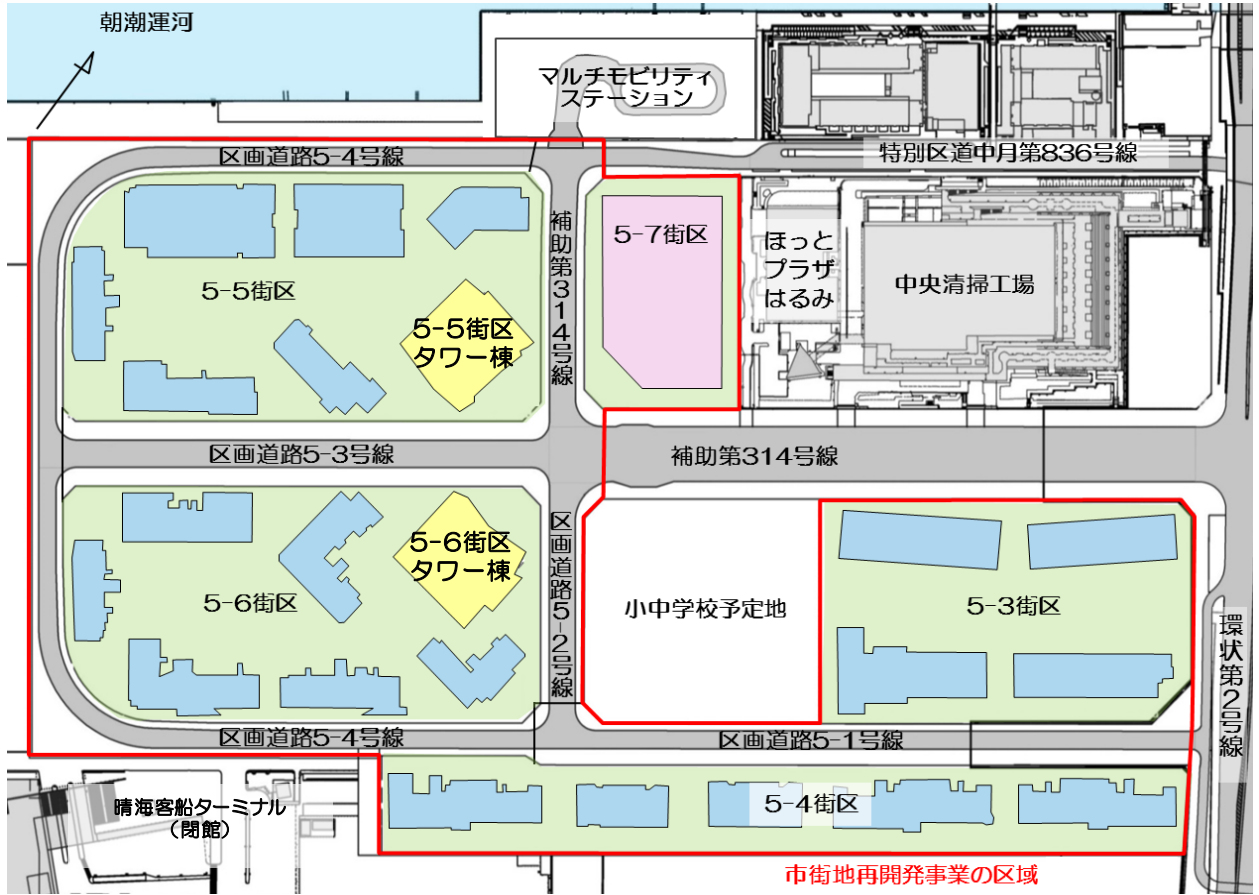 朝潮運河
マルチモビリティ
ステーション
区画道路5-4号線
特別区道中月第836号線
補助第314号線
5-7街区
ほっと
プラザ
はるみ
中央清掃工場
5-5街区
5-5街区
タワー棟
区画道路5-3号線
補助第314号線
5-6街区
タワー棟
区画道路5-2号線
5-6街区
小中学校予定地
5-3街区
環状第2号線
区画道路5-4号線
区画道路5-1号線
晴海客船ターミナル
(閉館)
5-4街区
市街地再開発事業の区域